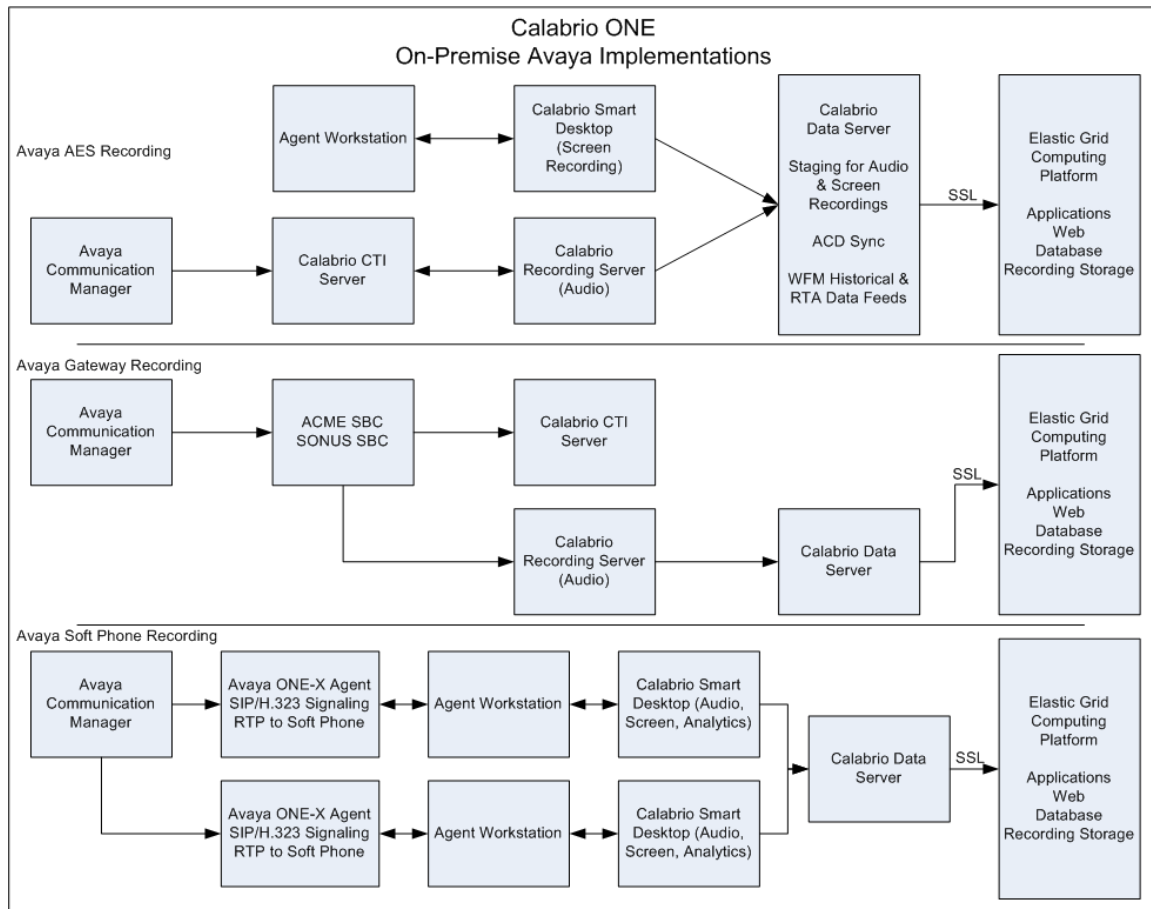 Calabrio ONE
On-Premise Avaya Implementations
Avaya AES Recording
Agent Workstation
Calabrio Smart
Desktop
(Screen
Recording)
Avaya
Communication
Manager
Calabrio CTI
Server
Calabrio
Recording Server
(Audio)
Calabrio
Data Server
Staging for Audio
& Screen
Recordings
ACD Sync
WFM Historical &
RTA Data Feeds
SSL
Elastic Grid
Computing
Platform
Applications
Web
Database
Recording Storage
Avaya Gateway Recording
Avaya
Communication
Manager
ACME SBC
SONUS SBC
Calabrio CTI
Server
Calabrio
Recording Server
(Audio)
Calabrio Data
Server
SSL
Elastic Grid
Computing
Platform
Applications
Web
Database
Recording Storage
Avaya Soft Phone Recording
Avaya
Communication
Manager
Avaya ONE-X Agent
SIP/H.323 Signaling
RTP to Soft Phone
Agent Workstation
Calabrio Smart
Desktop (Audio,
Screen, Analytics)
Avaya ONE-X Agent
SIP/H.323 Signaling
RTP to Soft Phone
Agent Workstation
Calabrio Smart
Desktop (Audio,
Screen, Analytics)
Calabrio Data
Server
SSL
Elastic Grid
Computing
Platform
Applications
Web
Database
Recording Storage